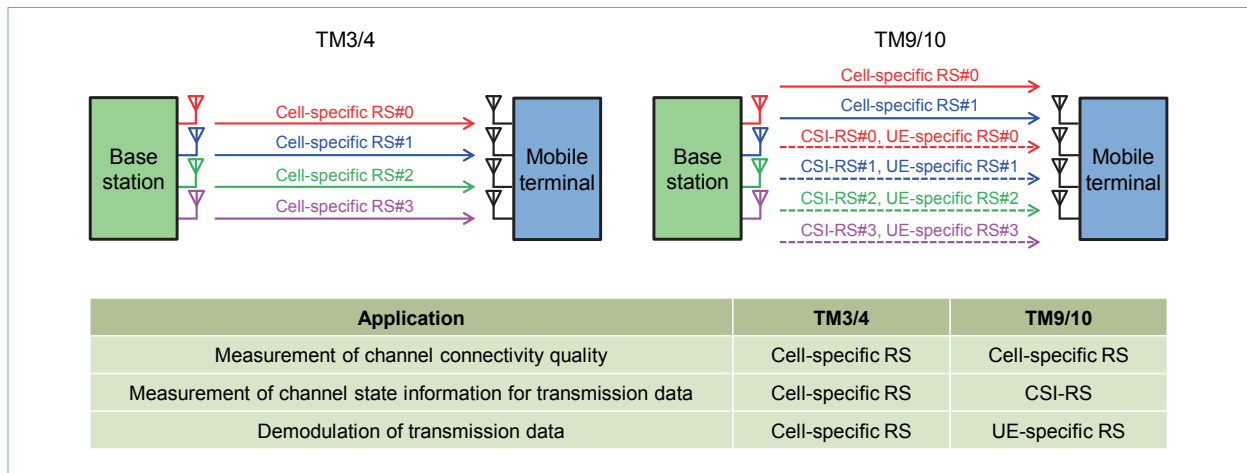 TM3/4
Cell-specific RS#0
Cell-specific RS#1
Cell-specific RS#2
Cell-specific RS#3
Base
station
Mobile
terminal
TM9/10
Cell-specific RS#0
Cell-specific RS#1
CSI-RS#0, UE-specific RS#0
CSI-RS#1, UE-specific RS#1
CSI-RS#2, UE-specific RS#2
CSI-RS#3, UE-specific RS#3
Base
station
Mobile
terminal
Application TM3/4 TM9/10
Measurement of channel connectivity quality Cell-specific RS Cell-specific RS
Measurement of channel state information for transmission data Cell-specific RS CSI-RS
Demodulation of transmission data Cell-specific RS UE-specific RS